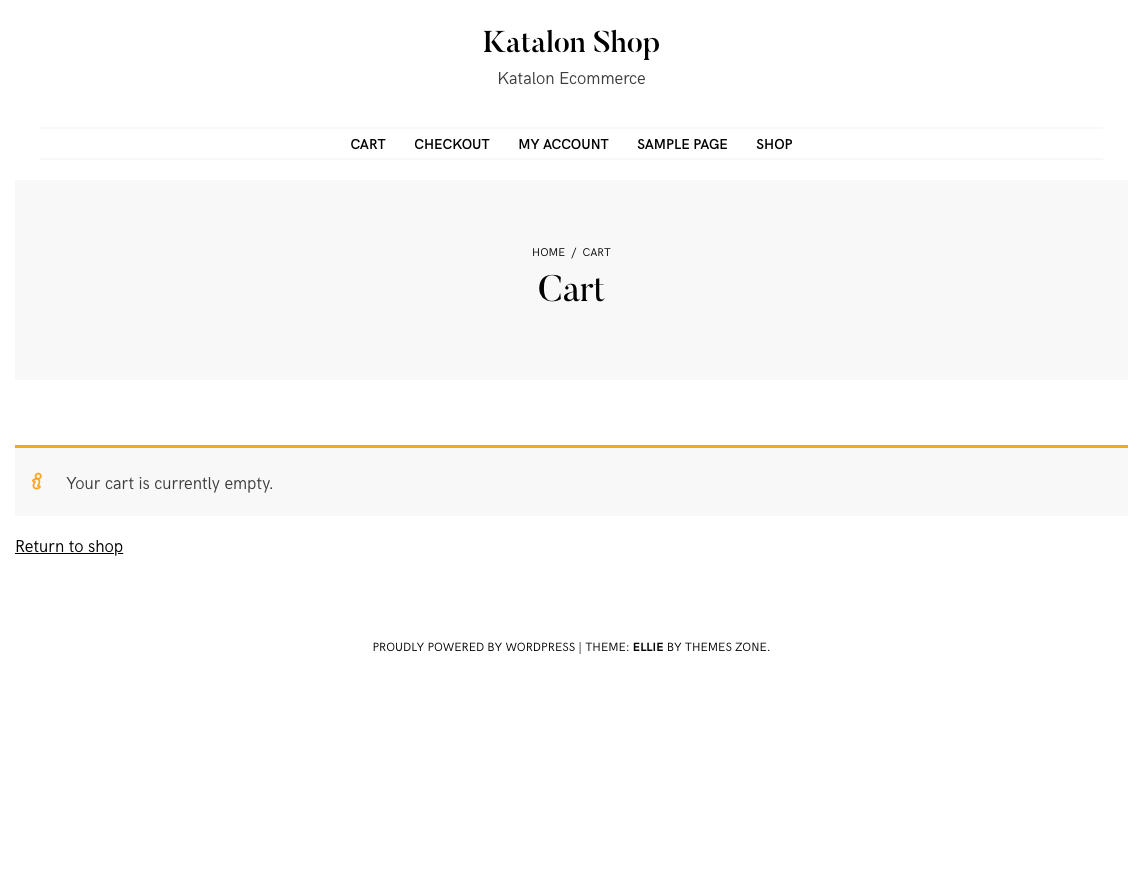 Katalon Shop
Katalon Ecommerce
CART CHECKOUT MY ACCOUNT SAMPLE PAGE SHOP
HOME / CART
Cart
Your cart is currently empty.
Return to shop
PROUDLY POWERED BY WORDPRESS | THEME: ELLIE BY THEMES ZONE.